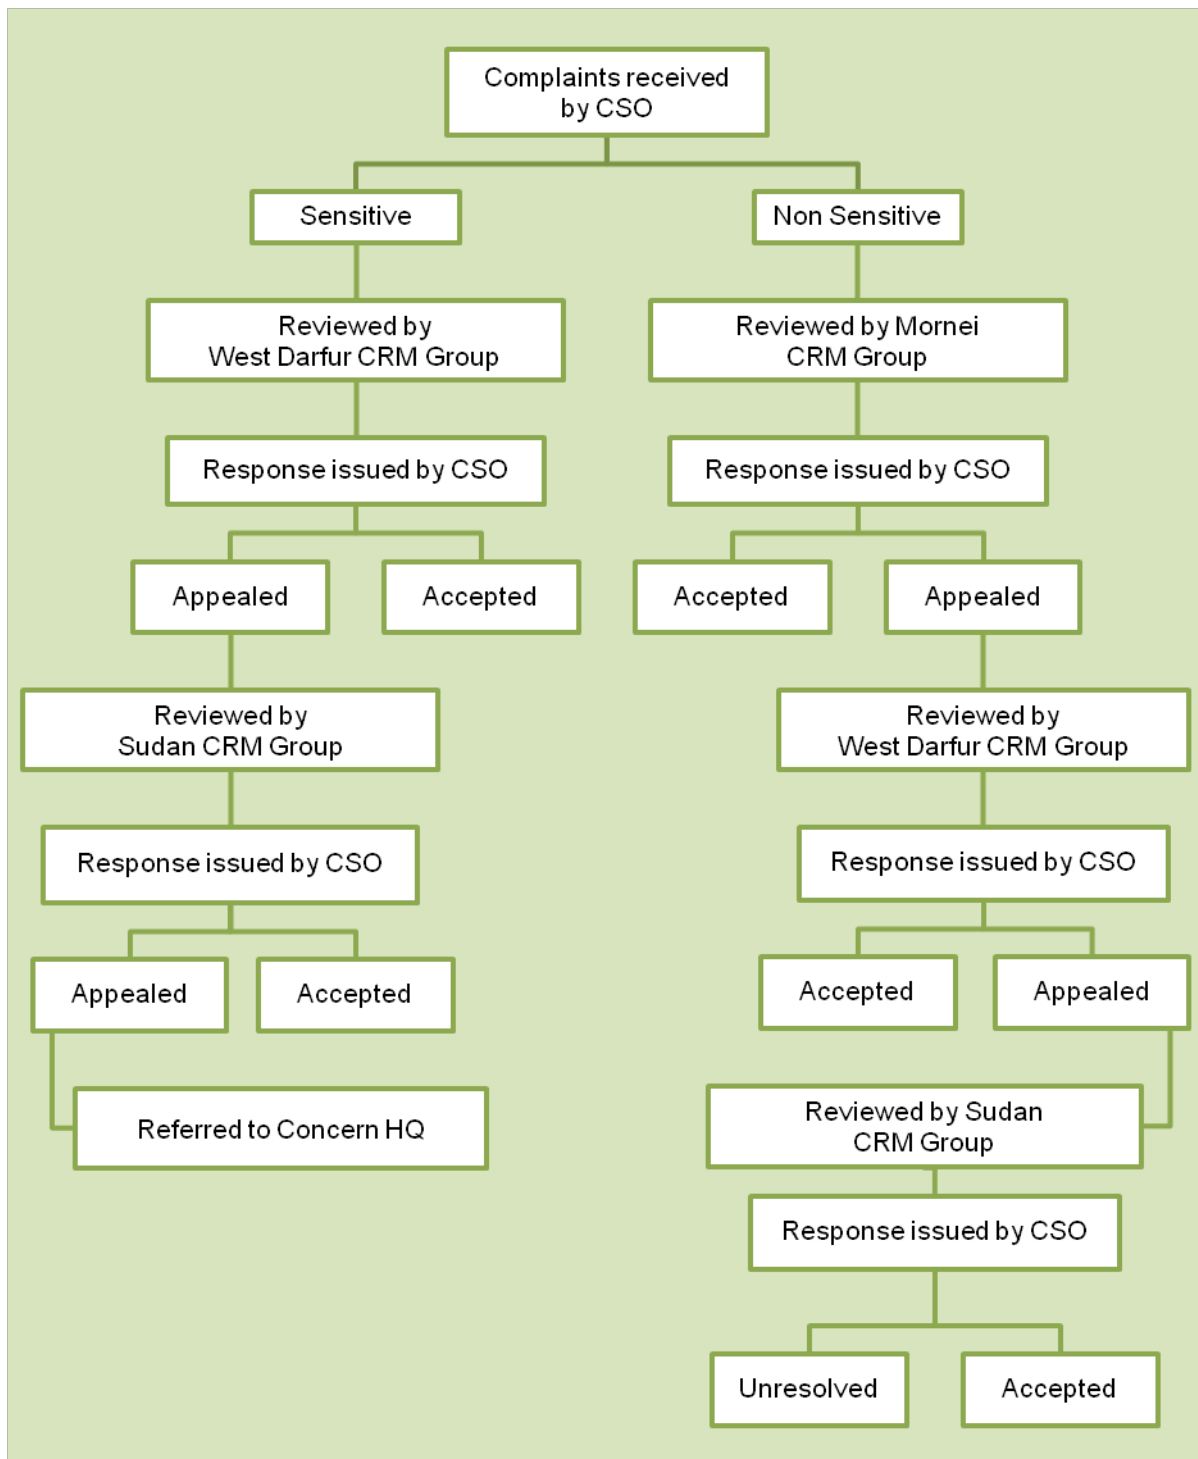 Complaints received
by CSO
Sensitive
Non Sensitive
Reviewed by
West Darfur CRM Group
Reviewed by Mornei
CRM Group
Response issued by CSO
Response issued by CSO
Appealed
Accepted
Accepted
Appealed
Reviewed by
Sudan CRM Group
Reviewed by
West Darfur CRM Group
Response issued by CSO
Response issued by CSO
Appealed
Accepted
Accepted
Appealed
Referred to Concern HQ
Reviewed by Sudan
CRM Group
Response issued by CSO
Unresolved
Accepted